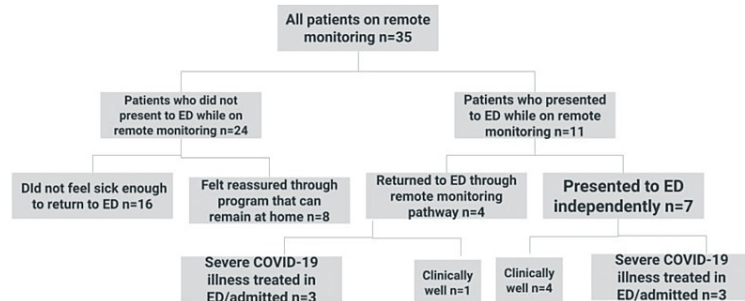 All patients on remote
monitoring n=35
Patients who did not
present to ED while on
remote monitoring n=24
Patients who presented
to ED while on remote
monitoring n=11
DId not feel sick enough
to return to ED n=16
Felt reassured through
program that can
remain at home n=8
Returned to ED through
remote monitoring
pathway n=4
Presented to ED
independently n=7
Severe COVID-19
illness treated in
ED/admitted n=3
Clinically
well n=1
Clinically
well n=4
Severe COVID-19
illness treated in
ED/admitted n=3